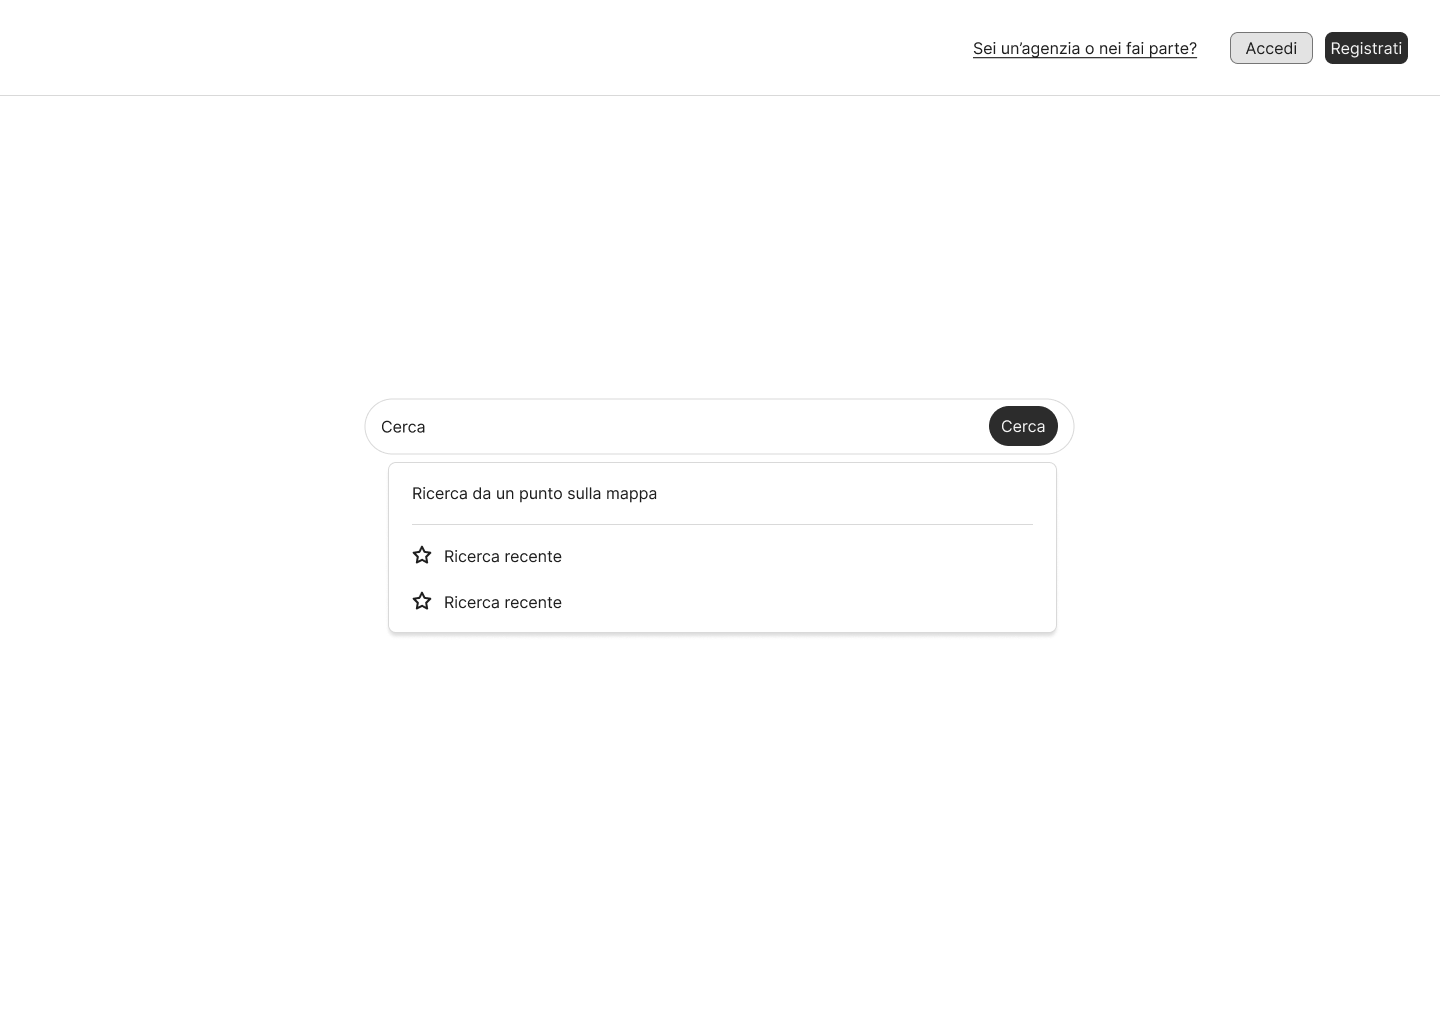 Sei un’agenzia o nei fai parte?
Accedi
Registrati
Cerca
Cerca
Ricerca da un punto sulla mappa
Ricerca recente
Ricerca recente